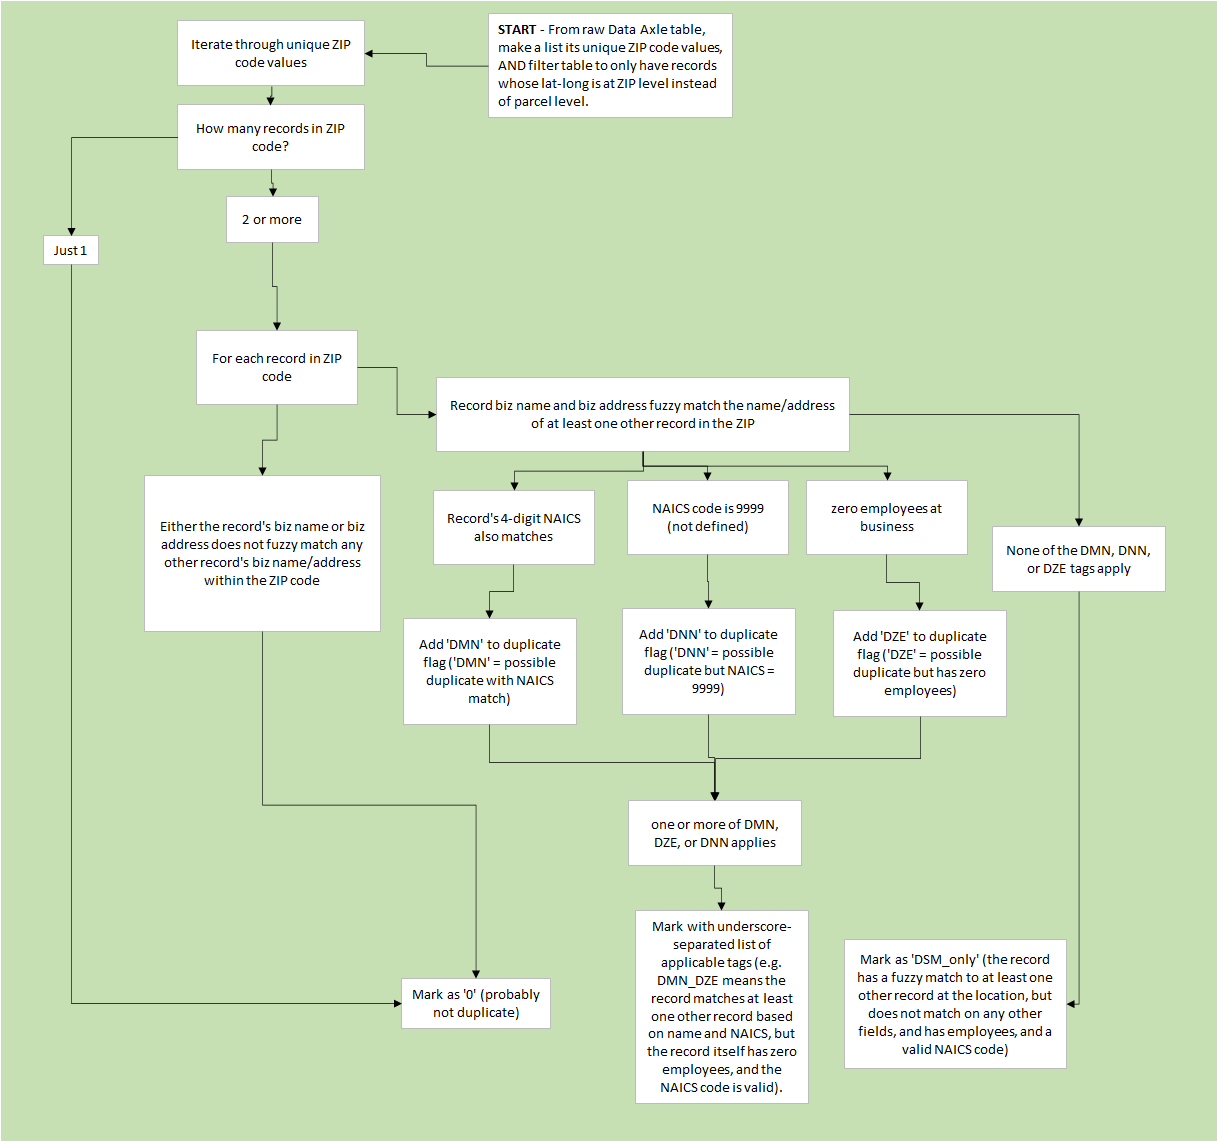 START - From raw Data Axle table,
make a list its unique ZIP code values,
AND filter table to only have records
whose lat-long is at ZIP level instead
of parcel level.
Iterate through unique ZIP
code values
How many records in ZIP
code?
2 or more
Just 1
For each record in ZIP
code
Record biz name and biz address fuzzy match the name/address
of at least one other record in the ZIP
Either the record's biz name or biz
address does not fuzzy match any
other record's biz name/address
within the ZIP code
Record's 4-digit NAICS
also matches
NAICS code is 9999
(not defined)
zero employees at
business
None of the DMN, DNN,
or DZE tags apply
Add 'DMN' to duplicate
flag ('DMN' = possible
duplicate with NAICS
match)
Add 'DNN' to duplicate
flag ('DNN' = possible
duplicate but NAICS =
9999)
Add 'DZE' to duplicate
flag ('DZE' = possible
duplicate but has zero
employees)
one or more of DMN,
DZE, or DNN applies
Mark with underscore-
separated list of
applicable tags (e.g.
DMN_DZE means the
record matches at least
one other record based
on name and NAICS, but
the record itself has zero
employees, and the
NAICS code is valid).
Mark as '0' (probably
not duplicate)
Mark as 'DSM_only' (the record
has a fuzzy match to at least one
other record at the location, but
does not match on any other
fields, and has employees, and a
valid NAICS code)